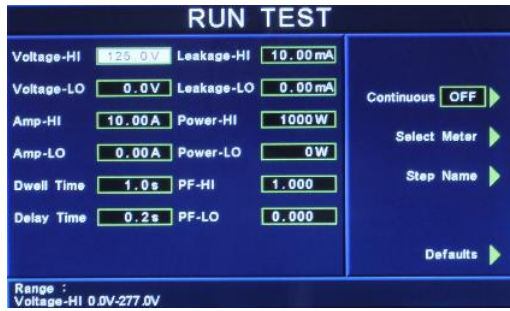 RUN TEST
Voltage-HI 125.0V Leakage-HI 10.00mA
Voltage-LO 0.0V Leakage-LO 0.00mA
Continuous OFF
Amp-HI 10.00A Power-HI 1000W
Select Meter
Amp-LO 0.00A Power-LO 0W
Step Name
Dwell Time 1.0s PF-HI 1.000
Delay Time 0.2s PF-LO 0.000
Defaults
Range :
Voltage-HI 0.0V-277.0V